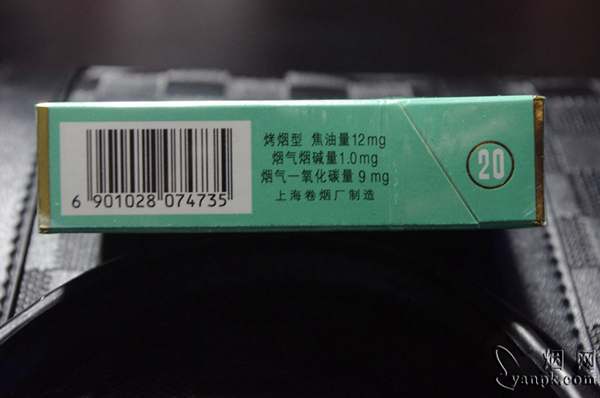 烤烟型 焦油量12mg
烟气烟碱量1.0mg
烟气一氧化碳量 9 mg
上海卷烟厂制造
6 901028 074735
20
烟网
yanpk.com